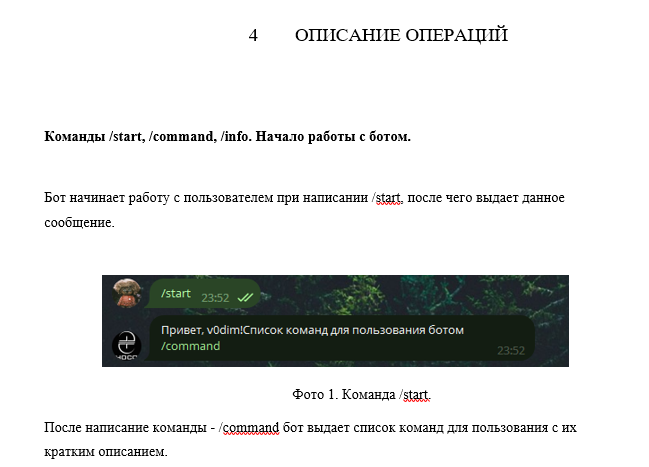 4 ОПИСАНИЕ ОПЕРАЦИЙ
Команды /start, /command, /info. Начало работы с ботом.
Бот начинает работу с пользователем при написании /start, после чего выдает данное
сообщение.
/start 23:52
Привет, v0dim!Список команд для пользования ботом
/command
23:52
Фото 1. Команда /start.
После написание команды - /command бот выдает список команд для пользования с их
кратким описанием.